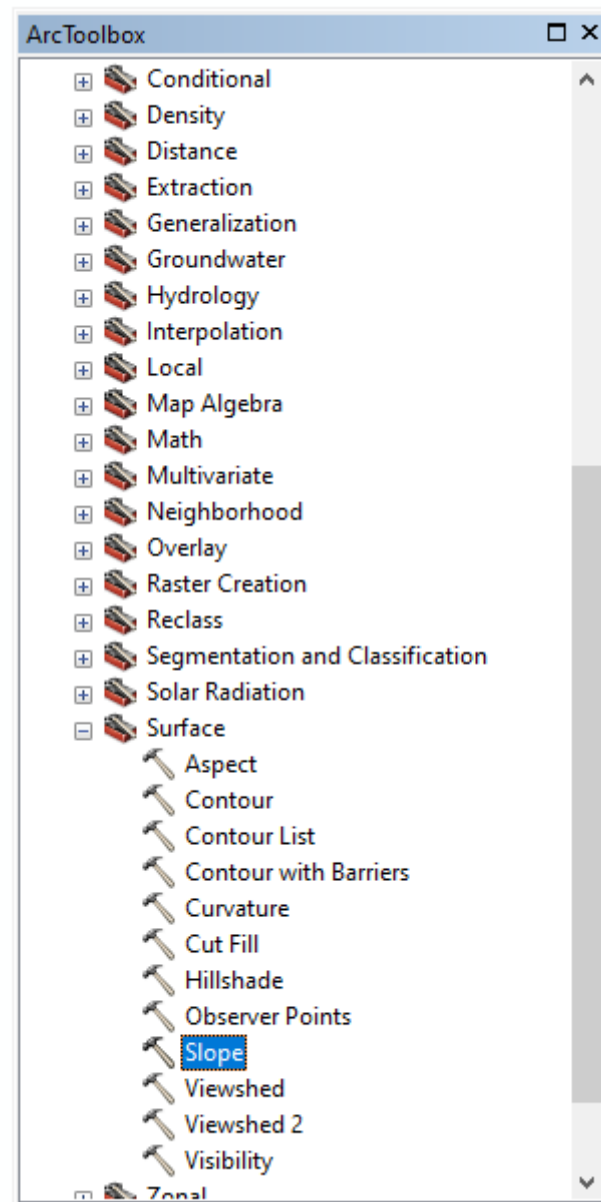 ArcToolbox
Conditional
Density
Distance
Extraction
Generalization
Groundwater
Hydrology
Interpolation
Local
Map Algebra
Math
Multivariate
Neighborhood
Overlay
Raster Creation
Reclass
Segmentation and Classification
Solar Radiation
Surface
Aspect
Contour
Contour List
Contour with Barriers
Curvature
Cut Fill
Hillshade
Observer Points
Slope
Viewshed
Viewshed 2
Visibility
Zonal